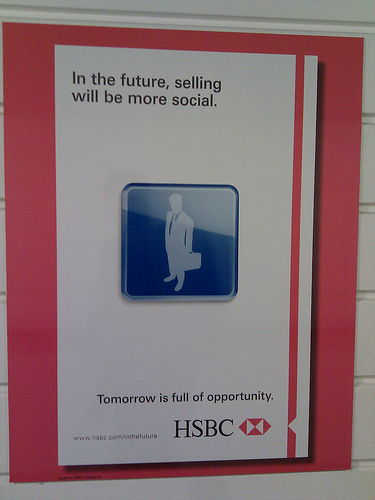 In the future, selling
will be more social.
Tomorrow is full of opportunity.
www.hsbc.com/inthefuture
HSBC